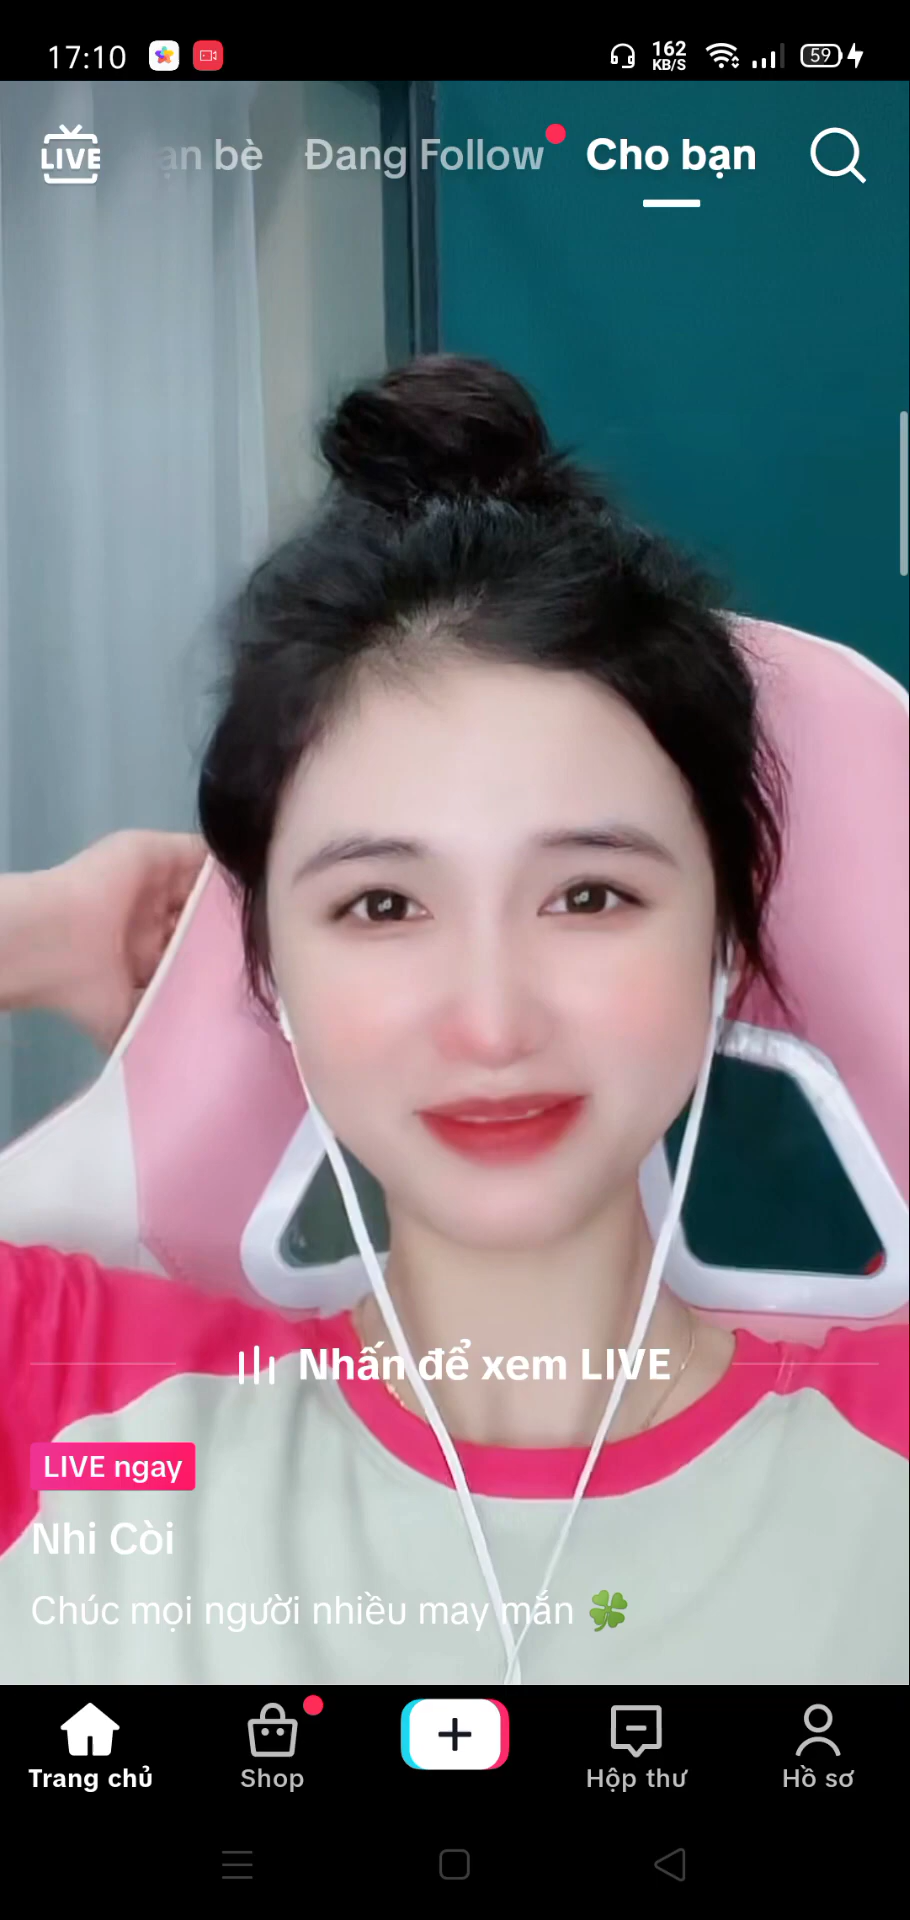 17:10
162
KB/S
59
LIVE
ạn bè
Đang Follow
Cho bạn
Nhấn để xem LIVE
LIVE ngay
Nhi Còi
Chúc mọi người nhiều may mắn 🍀
Trang chủ
Shop
Hộp thư
Hồ sơ